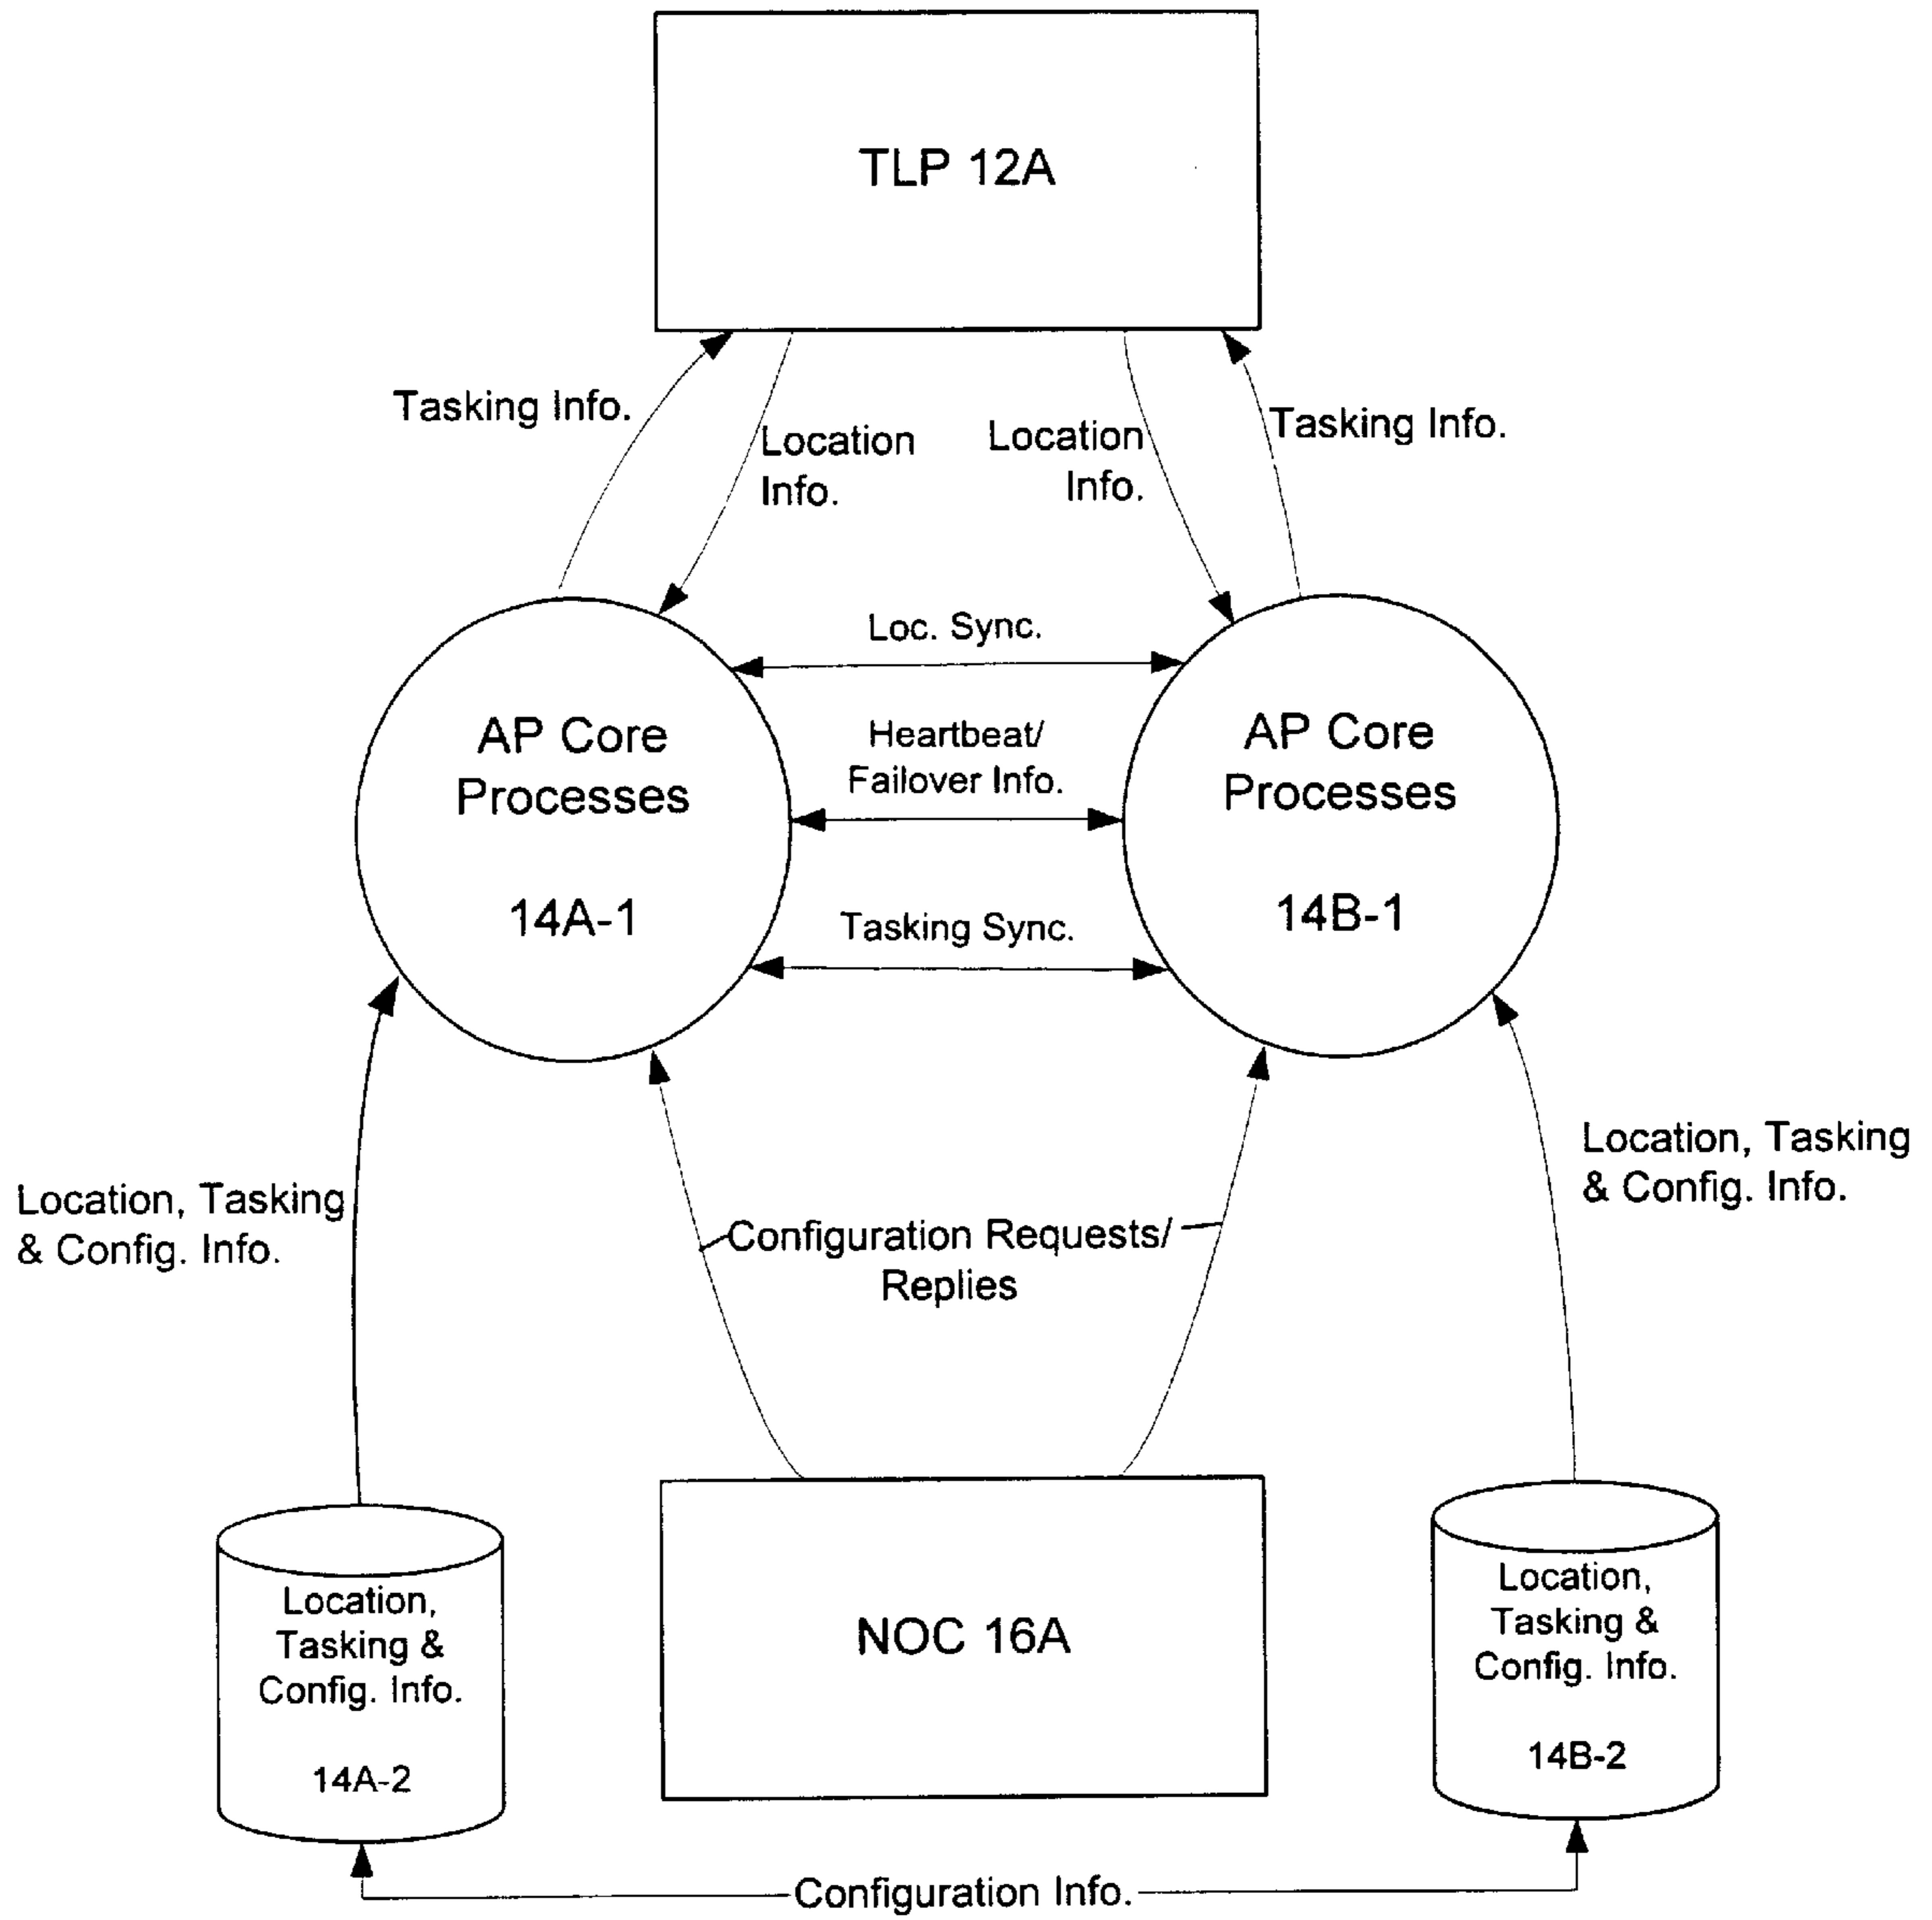 TLP 12A
Tasking Info.
Location
Info.
Location
Info.
Tasking Info.
Loc. Sync.
AP Core
Processes
14A-1
Heartbeat/
Failover Info.
AP Core
Processes
14B-1
Tasking Sync.
Location, Tasking
& Config. Info.
Configuration Requests/
Replies
Location, Tasking
& Config. Info.
Location,
Tasking &
Config. Info.
14A-2
NOC 16A
Location,
Tasking &
Config. Info.
14B-2
Configuration Info.